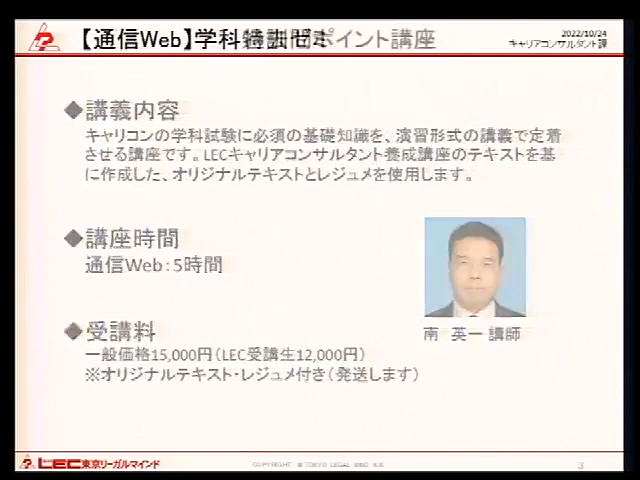 【通信Web】学科
ポイント講座
2022/10/24
キャリアコンサルタント課
◆講義内容
キャリコンの学科試験に必須の基礎知識を、演習形式の講義で定着
させる講座です。LECキャリアコンサルタント養成講座のテキストを基
に作成した、オリジナルテキストとレジュメを使用します。
◆講座時間
通信Web：5時間
南　英一 講師
◆受講料
一般価格15,000円（LEC受講生12,000円）
※オリジナルテキスト・レジュメ付き（発送します）
LEC東京リーガルマインド
3